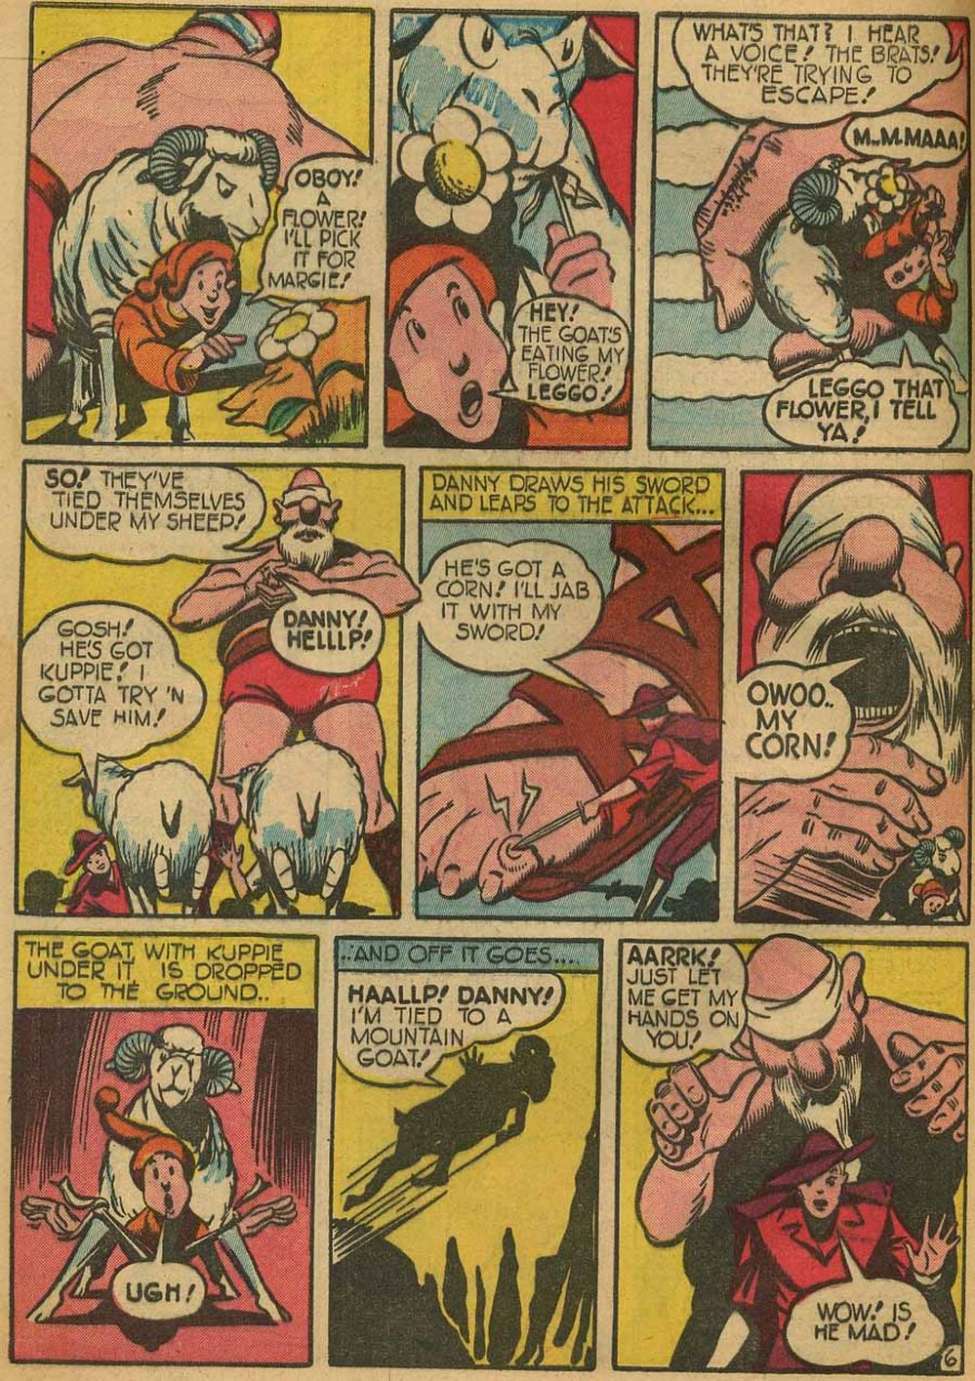 OBOY!
A
FLOWER!
I'LL PICK
IT FOR
MARGIE!
HEY!
THE GOAT'S
EATING MY
FLOWER!
LEGGO!
WHAT'S THAT? I HEAR
A VOICE! THE BRATS!
THEY'RE TRYING TO
ESCAPE!
M..M.MAAA!
LEGGO THAT
FLOWER, I TELL
YA!
SO! THEY'VE
TIED THEMSELVES
UNDER MY SHEEP!
DANNY!
HELLLP!
GOSH!
HE'S GOT
KUPPIE! I
GOTTA TRY 'N
SAVE HIM!
DANNY DRAWS HIS SWORD
AND LEAPS TO THE ATTACK...
HE'S GOT A
CORN! I'LL JAB
IT WITH MY
SWORD!
OWOO..
MY
CORN!
THE GOAT WITH KUPPIE
UNDER IT IS DROPPED
TO THE GROUND..
UGH!
..AND OFF IT GOES....
HAALLP! DANNY!
I'M TIED TO A
MOUNTAIN
GOAT!
AARRK!
JUST LET
ME GET MY
HANDS ON
YOU!
WOW! IS
HE MAD!
6